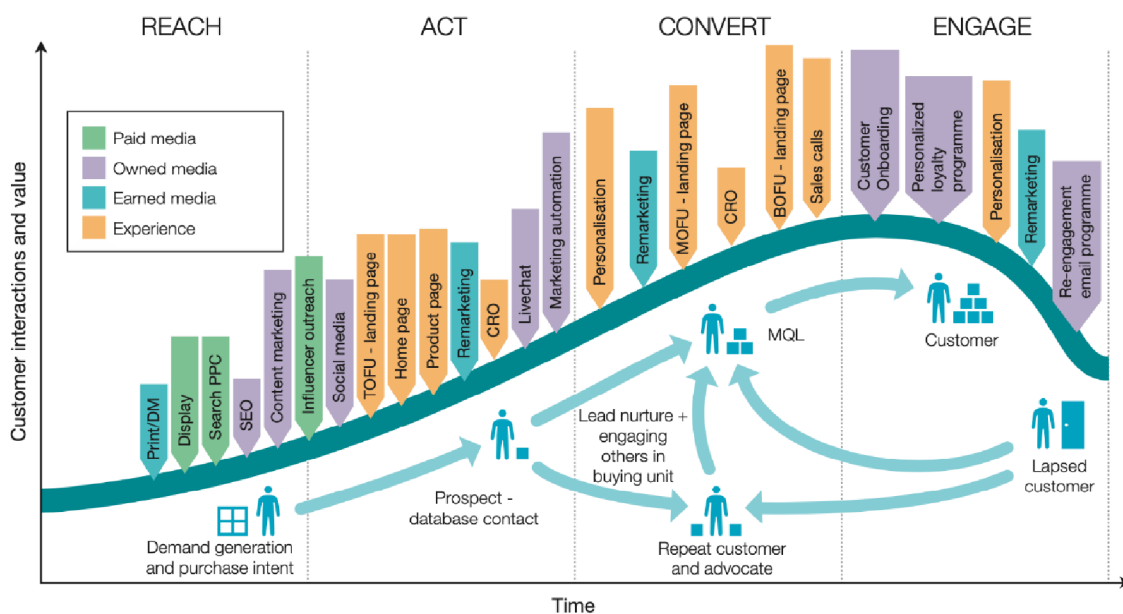 REACH
ACT
CONVERT
ENGAGE
Customer interactions and value
Paid media
Owned media
Earned media
Experience
Print/DM
Display
Search PPC
SEO
Content marketing
Influencer outreach
Social media
TOFU - landing page
Home page
Product page
Remarketing
CRO
Livechat
Marketing automation
Personalisation
Remarketing
MOFU - landing page
CRO
BOFU - landing page
Sales calls
Customer
Onboarding
Personalized
loyalty
programme
Personalisation
Remarketing
Re-engagement
email programme
Demand generation
and purchase intent
Prospect -
database contact
Lead nurture +
engaging
others in
buying unit
MQL
Customer
Repeat customer
and advocate
Lapsed
customer
Time